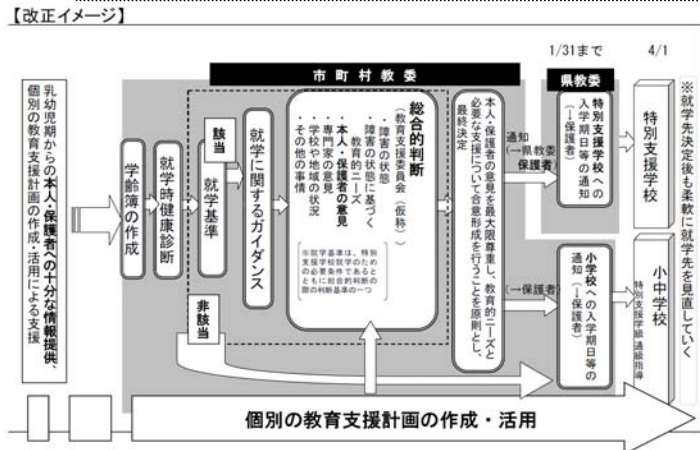 【改正イメージ】
1/31まで
4/1
市町村教委
県教委
乳幼児期からの本人・保護者への十分な情報提供、
個別の教育支援計画の作成・活用による支援
学齢簿の作成
就学時健康診断
就学基準
該当
非該当
就学に関するガイダンス
総合的判断
(教育支援委員会(仮称))
・障害の状態
・障害の状態に基づく
教育的ニーズ
・本人・保護者の意見
・専門家の意見
・学校や地域の状況
・その他の事情
※就学基準は、特別
支援学校就学のため
の必要条件であると
ともに総合的判断の
際の判断基準の一つ
本人・保護者の意見を最大限尊重し、教育的ニーズと
必要な支援について合意形成を行うことを原則とし、
最終決定
通知
(→県教委
保護者)
(→保護者)
特別支援学校への
入学期日等の通知
(→保護者)
小学校への入学期日等の
通知(→保護者)
特別支援学校
小中学校
特別支援学級 通級指導
※就学先決定後も柔軟に就学先を見直していく
個別の教育支援計画の作成・活用